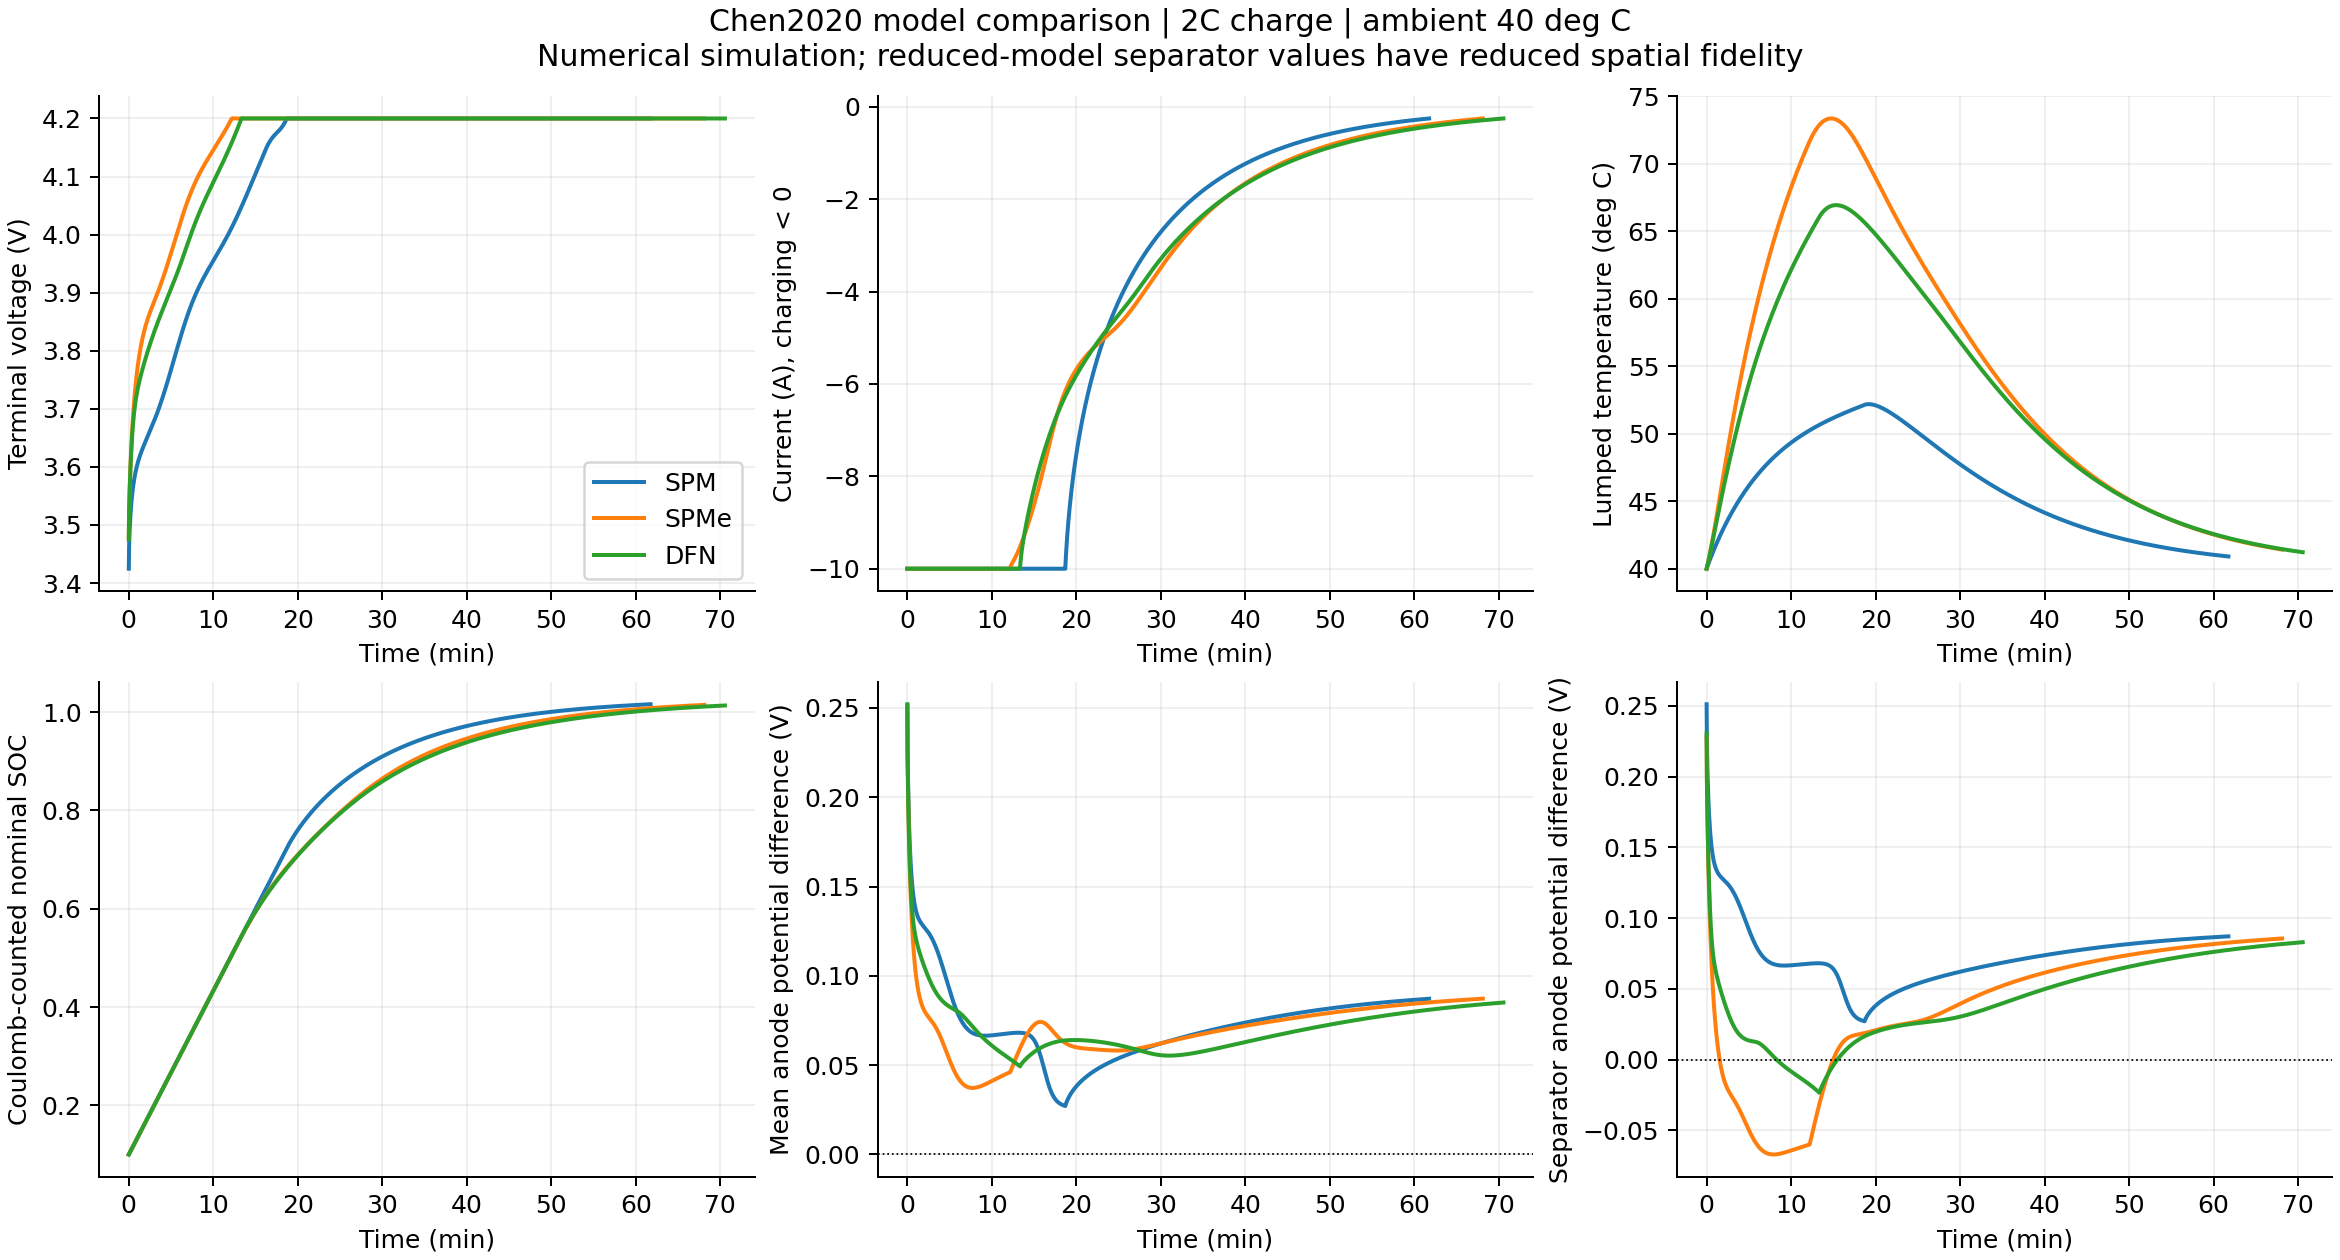 Chen2020 model comparison | 2C charge | ambient 40 deg C
Numerical simulation; reduced-model separator values have reduced spatial fidelity
Terminal voltage (V)
4.2
4.1
4.0
3.9
3.8
3.7
3.6
3.5
3.4
SPM
SPMe
DFN
0 10 20 30 40 50 60 70
Time (min)
Current (A), charging < 0
0
−2
−4
−6
−8
−10
0 10 20 30 40 50 60 70
Time (min)
Lumped temperature (deg C)
75
70
65
60
55
50
45
40
0 10 20 30 40 50 60 70
Time (min)
Coulomb-counted nominal SOC
1.0
0.8
0.6
0.4
0.2
0 10 20 30 40 50 60 70
Time (min)
Mean anode potential difference (V)
0.25
0.20
0.15
0.10
0.05
0.00
0 10 20 30 40 50 60 70
Time (min)
Separator anode potential difference (V)
0.25
0.20
0.15
0.10
0.05
0.00
−0.05
0 10 20 30 40 50 60 70
Time (min)